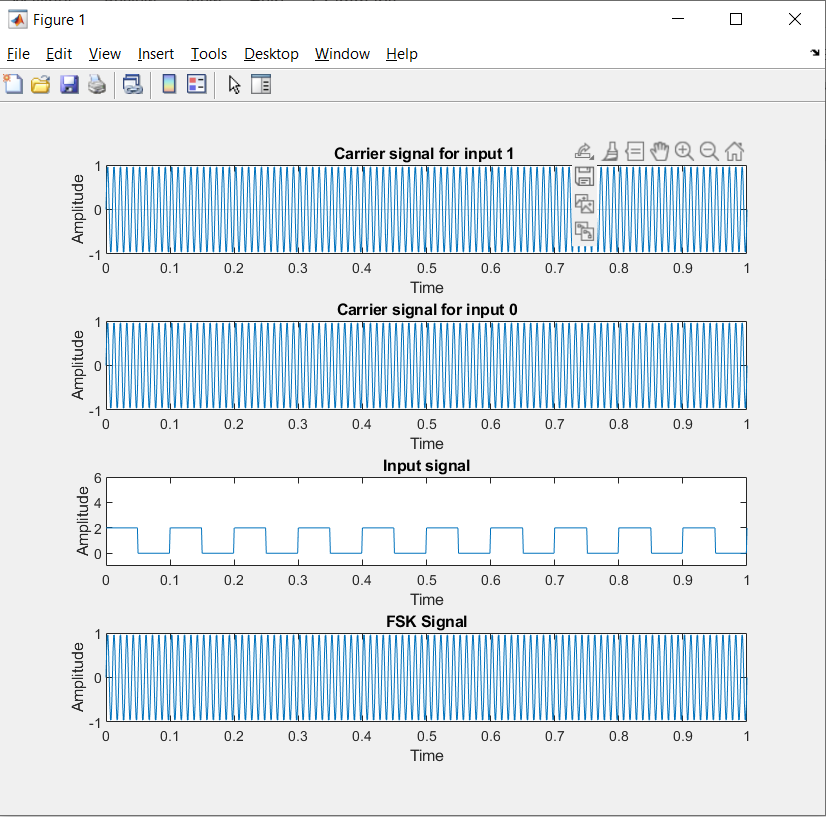 Figure 1
File Edit View Insert Tools Desktop Window Help
Carrier signal for input 1
Amplitude
1
0
-1
0 0.1 0.2 0.3 0.4 0.5 0.6 0.7 0.8 0.9 1
Time
Carrier signal for input 0
Amplitude
1
0
-1
0 0.1 0.2 0.3 0.4 0.5 0.6 0.7 0.8 0.9 1
Time
Input signal
Amplitude
6
4
2
0
0 0.1 0.2 0.3 0.4 0.5 0.6 0.7 0.8 0.9 1
Time
FSK Signal
Amplitude
1
0
-1
0 0.1 0.2 0.3 0.4 0.5 0.6 0.7 0.8 0.9 1
Time